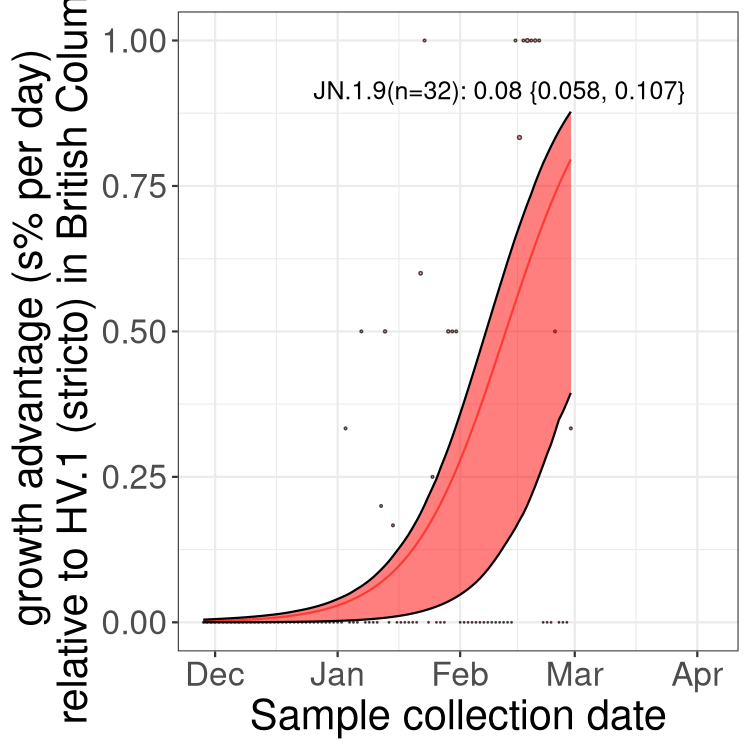 growth advantage (s% per day)
relative to HV.1 (stricto) in British Colum
1.00
0.75
0.50
0.25
0.00
JN.1.9(n=32): 0.08 {0.058, 0.107}
Dec Jan Feb Mar Apr
Sample collection date